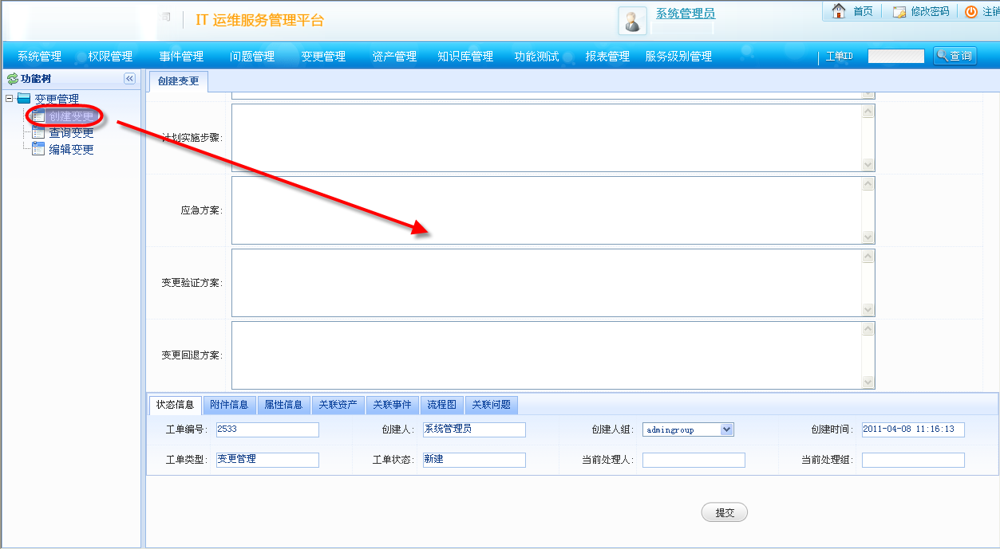 IT 运维服务管理平台
系统管理员
首页 修改密码 注销
系统管理 权限管理 事件管理 问题管理 变更管理 资产管理 知识库管理 功能测试 报表管理 服务级别管理 工单ID 查询
功能树
创建变更
变更管理
创建变更
查询变更
编辑变更
计划实施步骤:
应急方案:
变更验证方案:
变更回退方案:
状态信息 附件信息 属性信息 关联资产 关联事件 流程图 关联问题
工单编号: 2533 创建人: 系统管理员 创建人组: admingroup 创建时间: 2011-04-08 11:16:13
工单类型: 变更管理 工单状态: 新建 当前处理人: 当前处理组:
提交